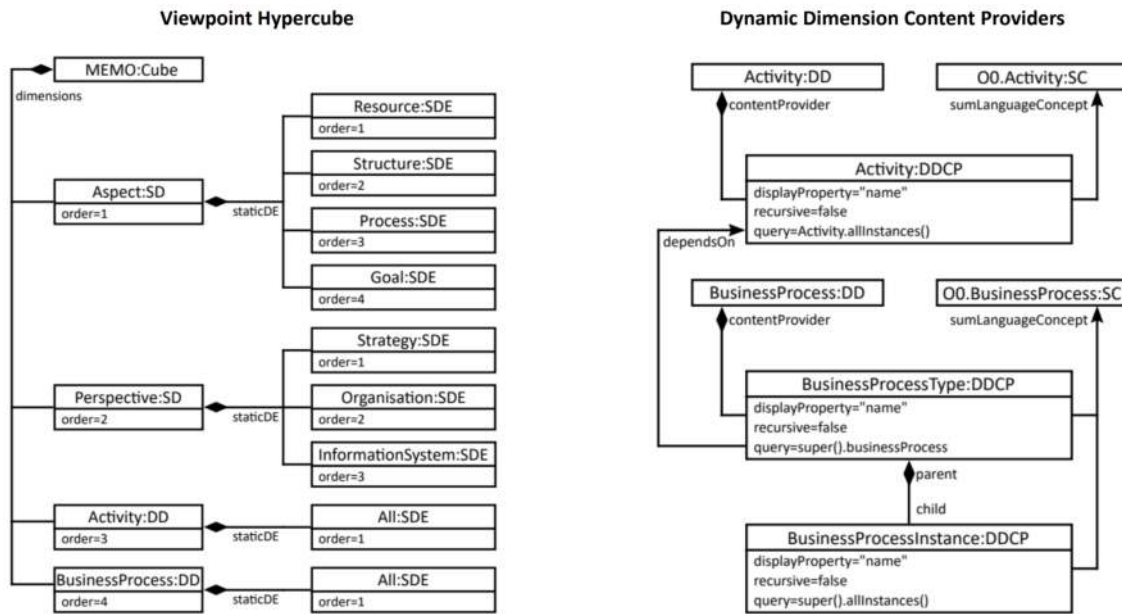 Viewpoint Hypercube
MEMO:Cube
dimensions
Resource:SDE
order=1
Structure:SDE
order=2
Aspect:SD
order=1
staticDE
Process:SDE
order=3
Goal:SDE
order=4
Strategy:SDE
order=1
Perspective:SD
order=2
staticDE
Organisation:SDE
order=2
InformationSystem:SDE
order=3
Activity:DD
order=3
staticDE
All:SDE
order=1
BusinessProcess:DD
order=4
staticDE
All:SDE
order=1
Dynamic Dimension Content Providers
Activity:DD
contentProvider
O0.Activity:SC
sumLanguageConcept
Activity:DDCP
displayProperty="name"
recursive=false
query=Activity.allInstances()
dependsOn
BusinessProcess:DD
contentProvider
O0.BusinessProcess:SC
sumLanguageConcept
BusinessProcessType:DDCP
displayProperty="name"
recursive=false
query=super().businessProcess
parent
child
BusinessProcessInstance:DDCP
displayProperty="name"
recursive=false
query=super().allInstances()